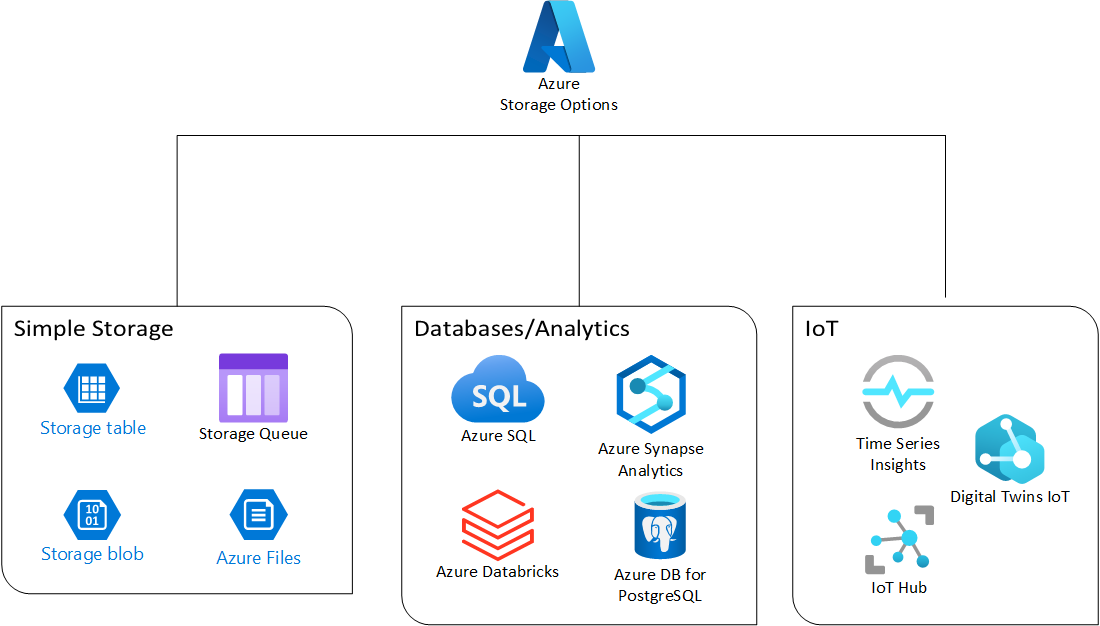 Azure
Storage Options
Simple Storage
Storage table
Storage Queue
10
01
Storage blob
Azure Files
Databases/Analytics
SQL
Azure SQL
Azure Synapse
Analytics
Azure Databricks
Azure DB for
PostgreSQL
IoT
Time Series
Insights
Digital Twins IoT
IoT Hub